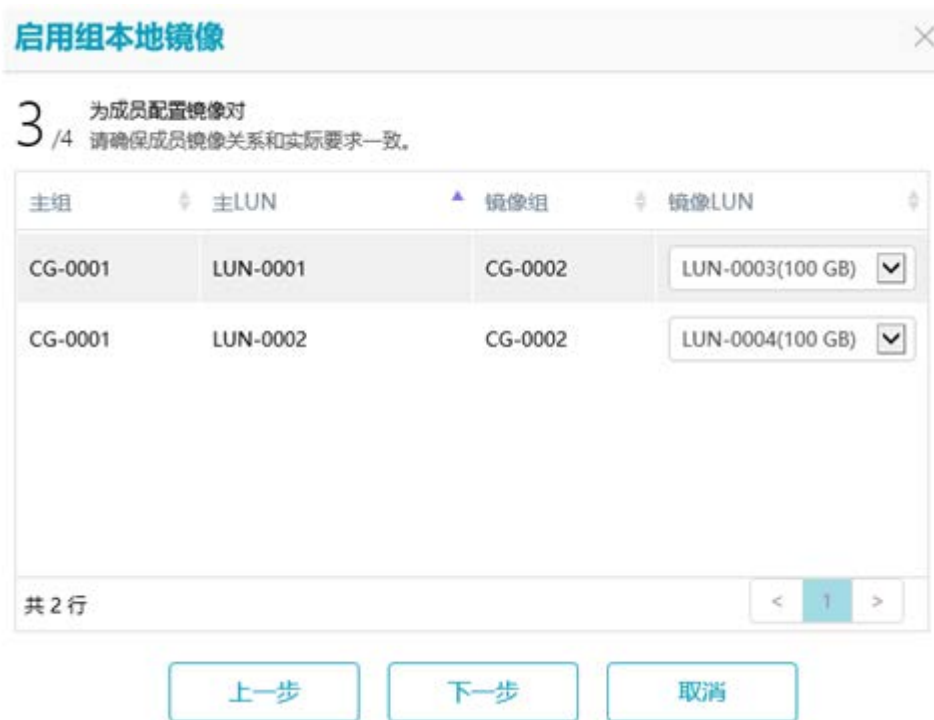 启用组本地镜像
3/4 为成员配置镜像对
请确保成员镜像关系和实际要求一致。
主组 主LUN 镜像组 镜像LUN
CG-0001 LUN-0001 CG-0002 LUN-0003(100 GB)
CG-0001 LUN-0002 CG-0002 LUN-0004(100 GB)
共 2 行 < 1 >
上一步 下一步 取消